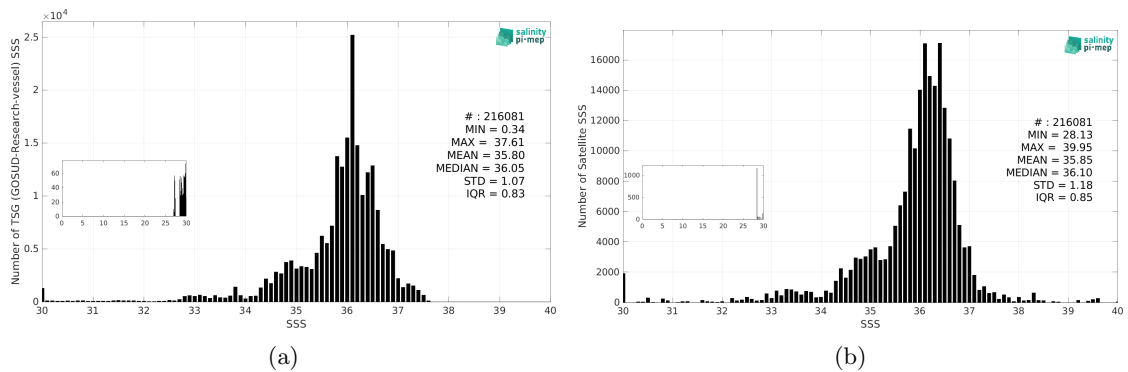 ×10⁴
2.5
2
1.5
1
0.5
0
30 31 32 33 34 35 36 37 38 39 40
SSS
Number of TSG (GOSUD-Research-vessel) SSS
salinity
pi-mep
# : 216081
MIN = 0.34
MAX = 37.61
MEAN = 35.80
MEDIAN = 36.05
STD = 1.07
IQR = 0.83
60
40
20
0
0 5 10 15 20 25 30
(a)
16000
14000
12000
10000
8000
6000
4000
2000
0
30 31 32 33 34 35 36 37 38 39 40
SSS
Number of Satellite SSS
salinity
pi-mep
# : 216081
MIN = 28.13
MAX = 39.95
MEAN = 35.85
MEDIAN = 36.10
STD = 1.18
IQR = 0.85
1000
500
0
0 5 10 15 20 25 30
(b)